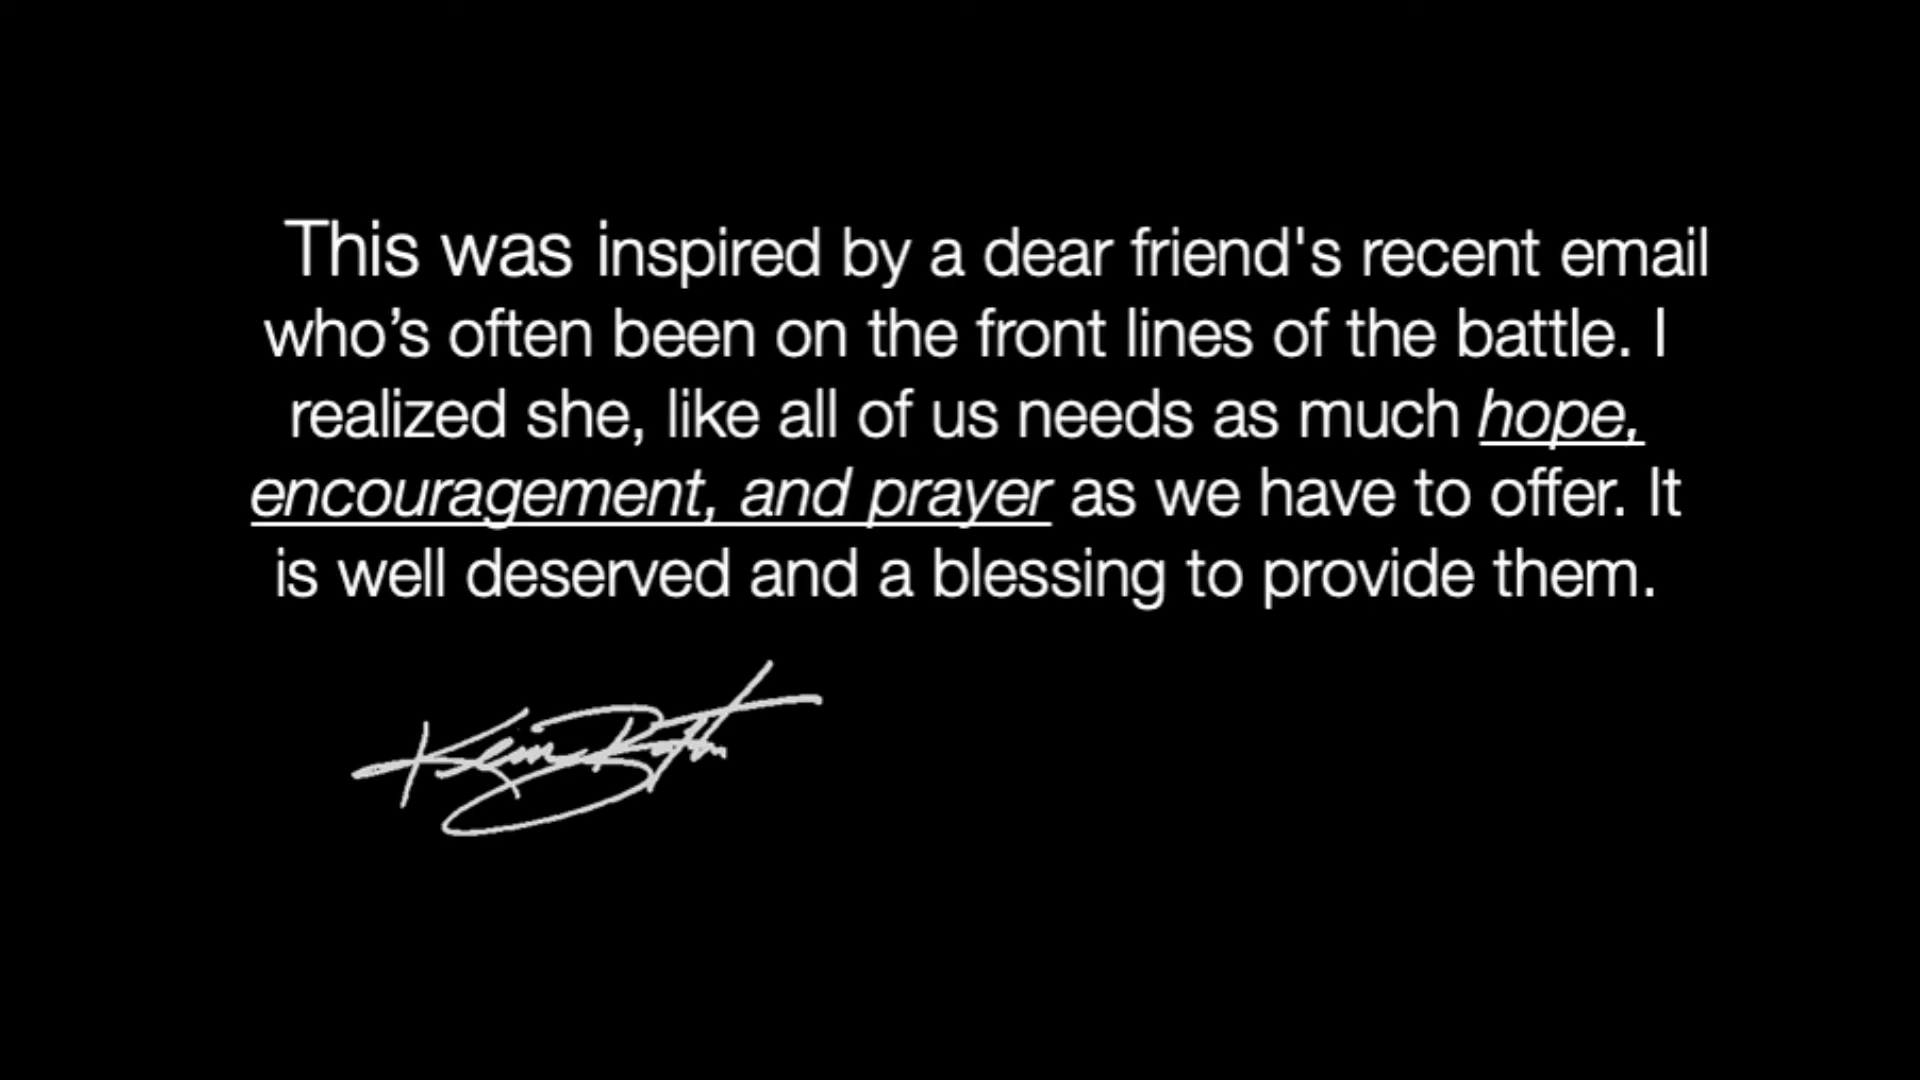 This was inspired by a dear friend's recent email
who’s often been on the front lines of the battle. I
realized she, like all of us needs as much hope,
encouragement, and prayer as we have to offer. It
is well deserved and a blessing to provide them.